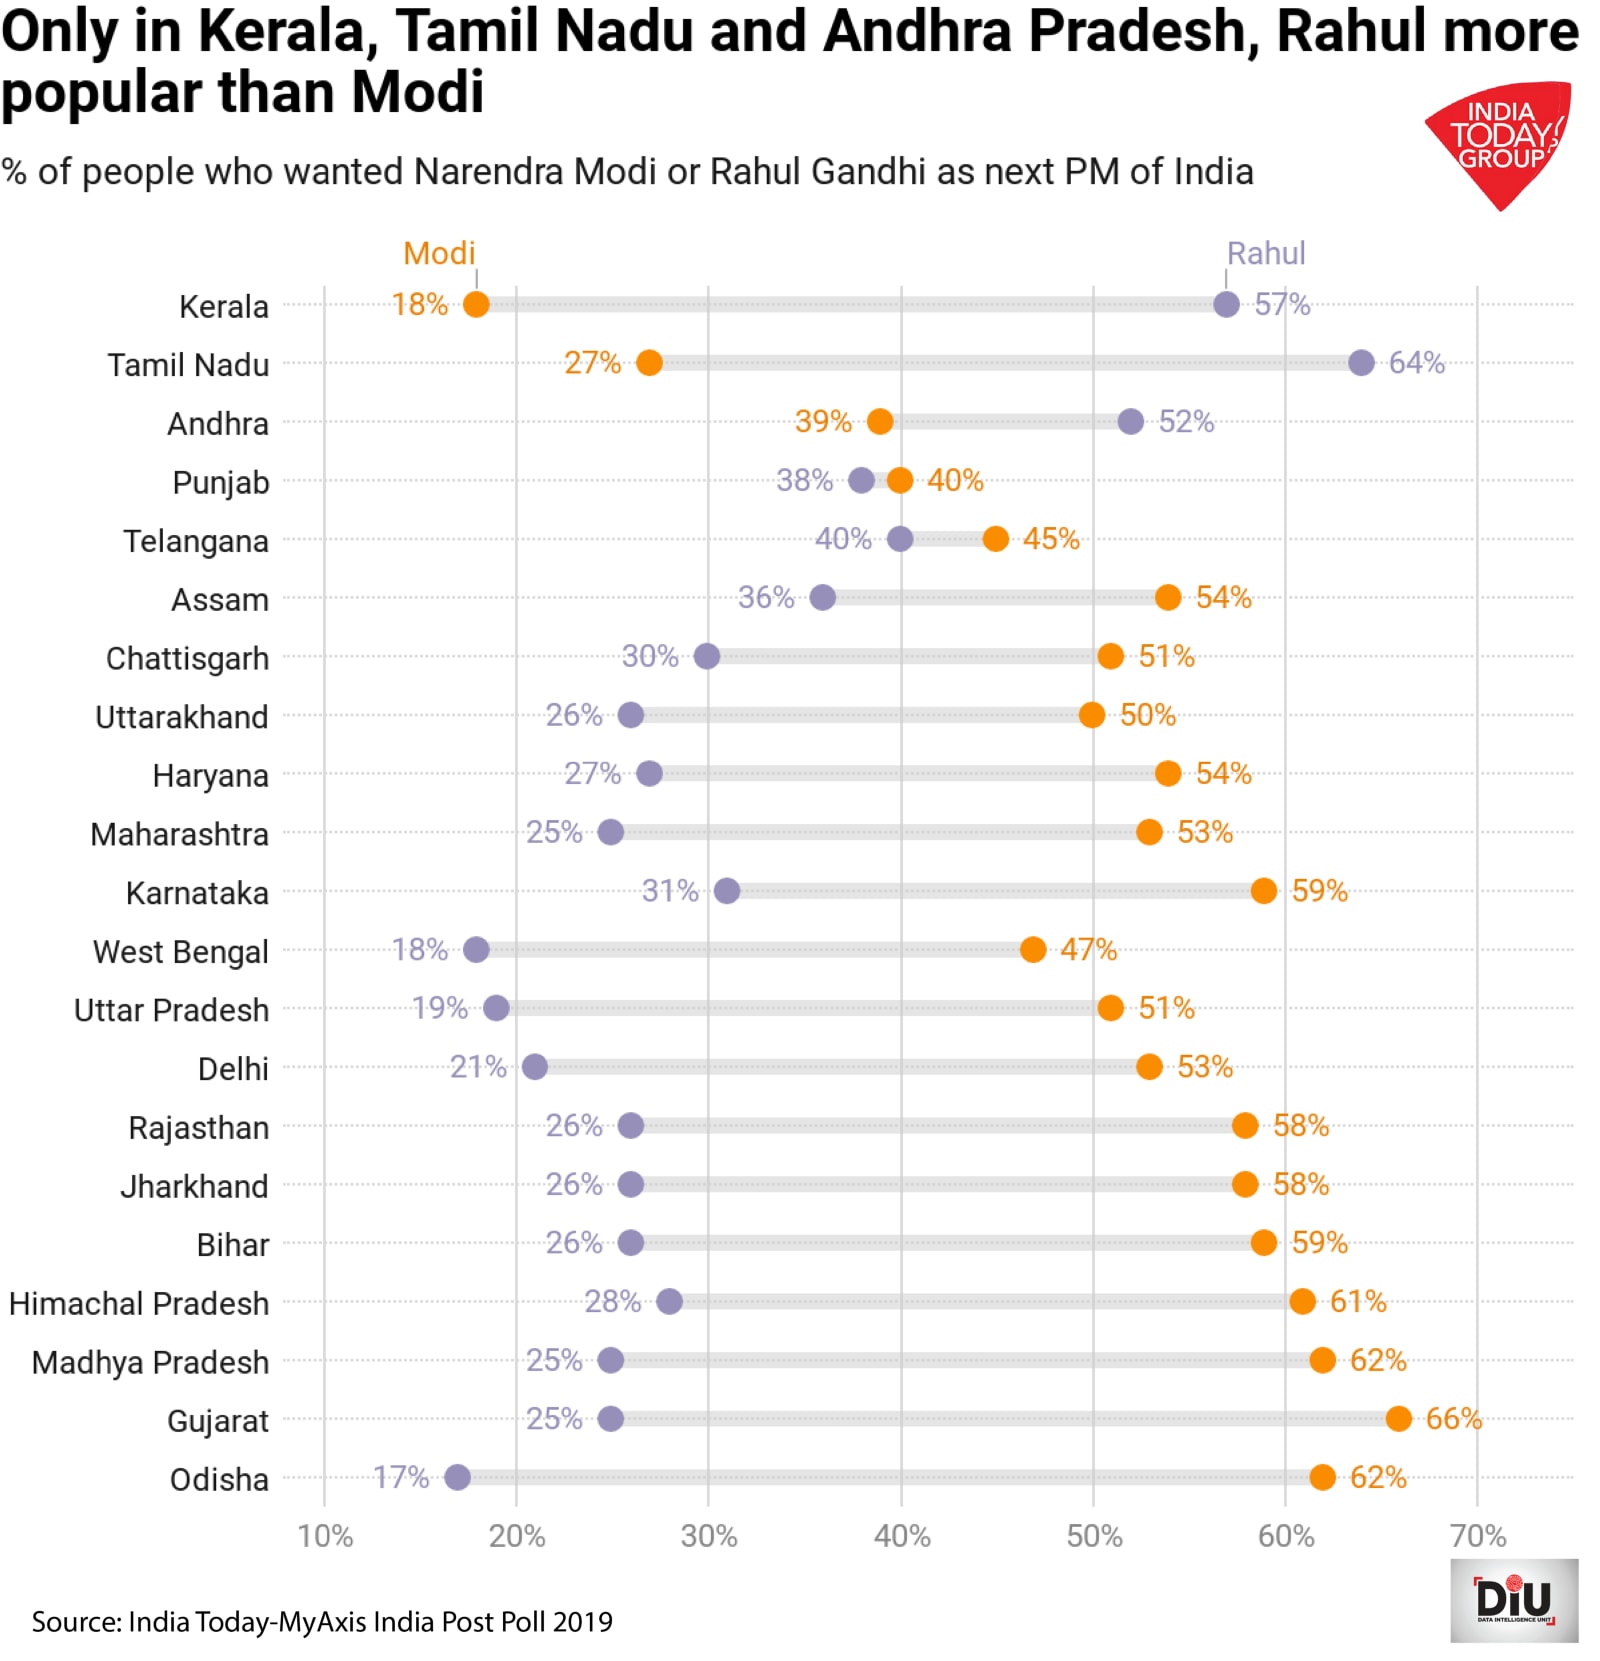 Only in Kerala, Tamil Nadu and Andhra Pradesh, Rahul more
popular than Modi
INDIA
TODAY
GROUP
% of people who wanted Narendra Modi or Rahul Gandhi as next PM of India
Modi Rahul
Kerala 18% 57%
Tamil Nadu 27% 64%
Andhra 39% 52%
Punjab 38% 40%
Telangana 40% 45%
Assam 36% 54%
Chattisgarh 30% 51%
Uttarakhand 26% 50%
Haryana 27% 54%
Maharashtra 25% 53%
Karnataka 31% 59%
West Bengal 18% 47%
Uttar Pradesh 19% 51%
Delhi 21% 53%
Rajasthan 26% 58%
Jharkhand 26% 58%
Bihar 26% 59%
Himachal Pradesh 28% 61%
Madhya Pradesh 25% 62%
Gujarat 25% 66%
Odisha 17% 62%
10% 20% 30% 40% 50% 60% 70%
DiU
DATA INTELLIGENCE UNIT
Source: India Today-MyAxis India Post Poll 2019